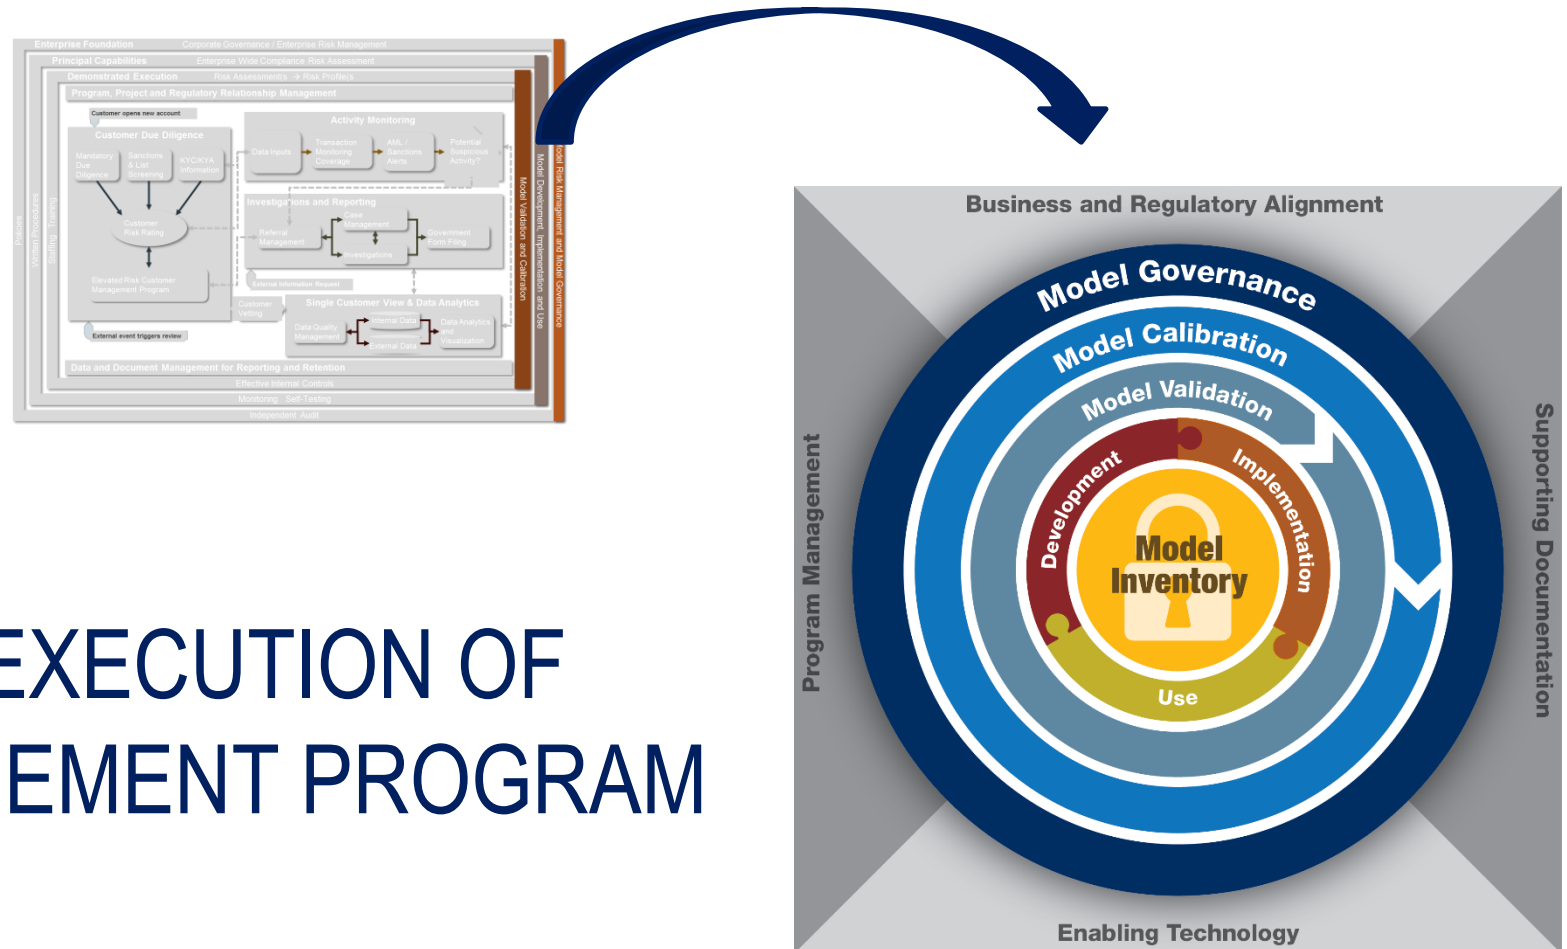 Enterprise Foundation
Corporate Governance / Enterprise Risk Management
Principal Capabilities
Enterprise Wide Compliance Risk Assessment
Demonstrated Execution
Risk Assessment(s → Risk Profile(s
Program, Project and Regulatory Relationship Management
Policies
Written Procedures
Staffing Training
Customer opens new account
Customer Due Diligence
Mandatory
Due
Diligence
Sanctions
& List
Screening
KYC/KYA
Information
Customer
Risk Rating
Elevated Risk Customer
Management Program
External event triggers review
Activity Monitoring
Data Inputs
Transaction
Monitoring
Coverage
AML /
Sanctions
Alerts
Potential
Suspicious
Activity?
Investigations and Reporting
Referral
Management
Case
Management
Investigations
Government
Form Filing
External Information Request
Customer
Vetting
Single Customer View & Data Analytics
Data Quality
Management
Internal Data
External Data
Data Analytics
and
Visualization
Data and Document Management for Reporting and Retention
Effective Internal Controls
Monitoring Self-Testing
Independent Audit
Model Validation and Calibration
Model Development, Implementation and Use
Model Risk Management and Model Governance
EXECUTION OF
EMENT PROGRAM
Business and Regulatory Alignment
Program Management
Supporting Documentation
Enabling Technology
Model Governance
Model Calibration
Model Validation
Development
Implementation
Use
Model
Inventory